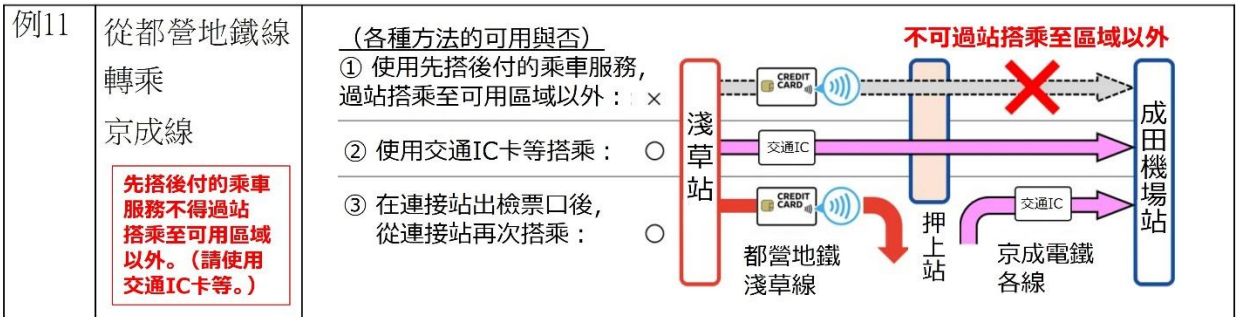 例11
從都營地鐵線
轉乘
京成線
先搭後付的乘車
服務不得過站
搭乘至可用區域
以外。（請使用
交通IC卡等。）
（各種方法的可用與否）
① 使用先搭後付的乘車服務，
過站搭乘至可用區域以外： ×
② 使用交通IC卡等搭乘： ○
③ 在連接站出檢票口後，
從連接站再次搭乘： ○
不可過站搭乘至區域以外
淺草站
CREDIT
CARD
交通IC
CREDIT
CARD
都營地鐵
淺草線
押上站
交通IC
京成電鐵
各線
成田機場站